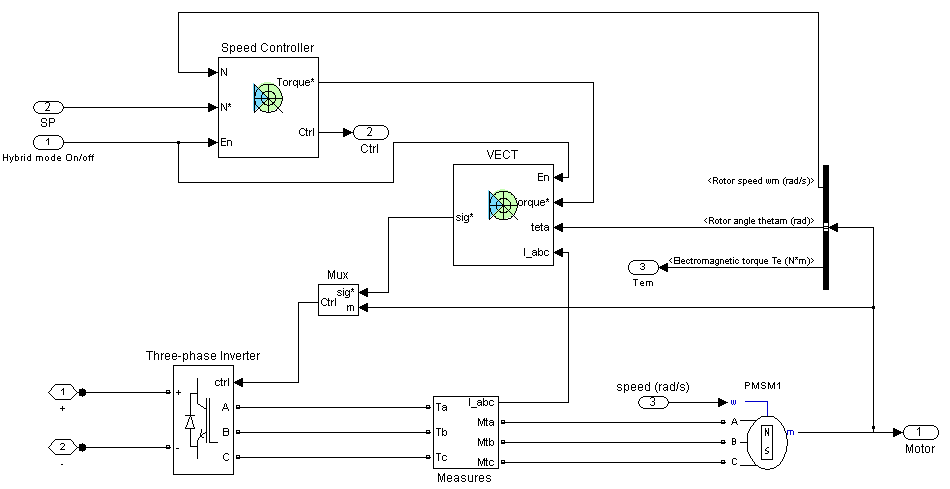 Speed Controller
N
Torque*
2
SP
N*
1
Hybrid mode On/off
En
Ctrl
2
Ctrl
VECT
En
orque*
sig*
teta
I_abc
<Rotor speed wm (rad/s)>
<Rotor angle thetam (rad)>
<Electromagnetic torque Te (N*m)>
3
Tem
Mux
sig*
Ctrl
m
Three-phase Inverter
ctrl
1
+
+
A
B
C
2
-
-
I_abc
Ta
Mta
Tb
Mtb
Tc
Mtc
Measures
speed (rad/s)
3
PMSM1
w
A
B
C
N
S
m
1
Motor